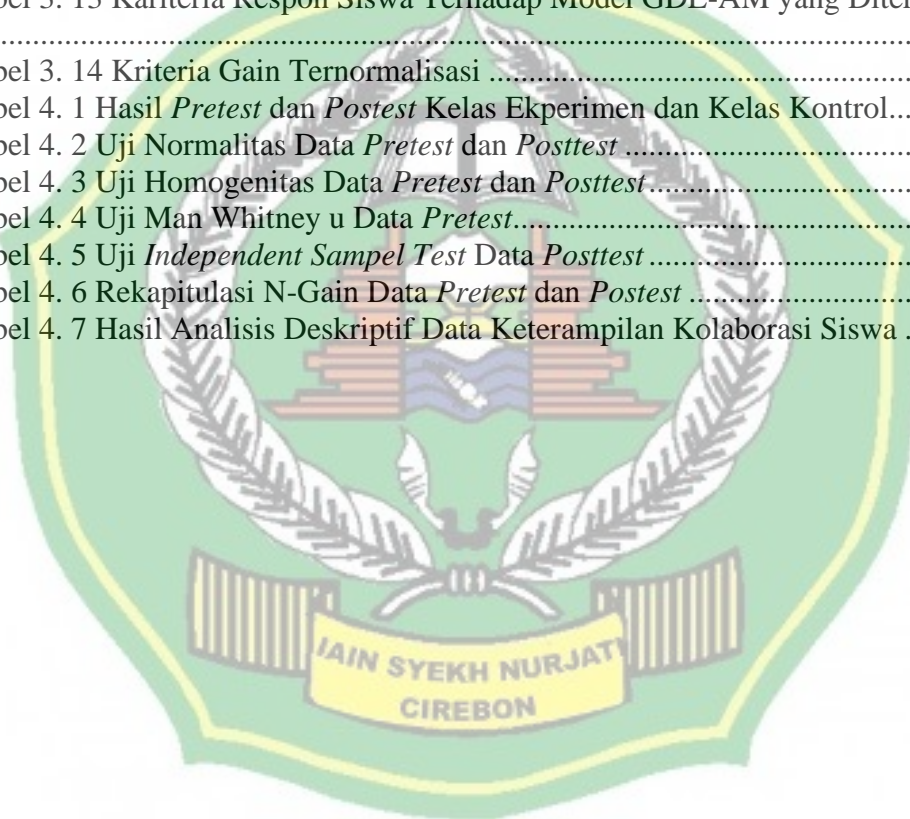 bel 3. 13 Kariteria Respon Siswa Terhadap Model GDL-AM yang Diter
................................................................................
bel 3. 14 Kriteria Gain Ternormalisasi ................................
bel 4. 1 Hasil Pretest dan Postest Kelas Ekperimen dan Kelas Kontrol...
bel 4. 2 Uji Normalitas Data Pretest dan Posttest ................................
bel 4. 3 Uji Homogenitas Data Pretest dan Posttest................................
bel 4. 4 Uji Man Whitney u Data Pretest................................
bel 4. 5 Uji Independent Sampel Test Data Posttest ................................
bel 4. 6 Rekapitulasi N-Gain Data Pretest dan Postest ..........................
bel 4. 7 Hasil Analisis Deskriptif Data Keterampilan Kolaborasi Siswa .
IAIN SYEKH NURJATI
CIREBON